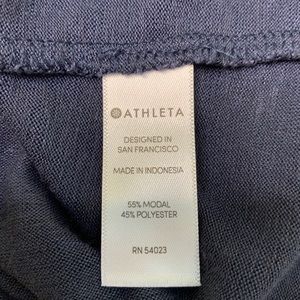 ATHLETA
DESIGNED IN
SAN FRANCISCO
MADE IN INDONESIA
55% MODAL
45% POLYESTER
RN 54023